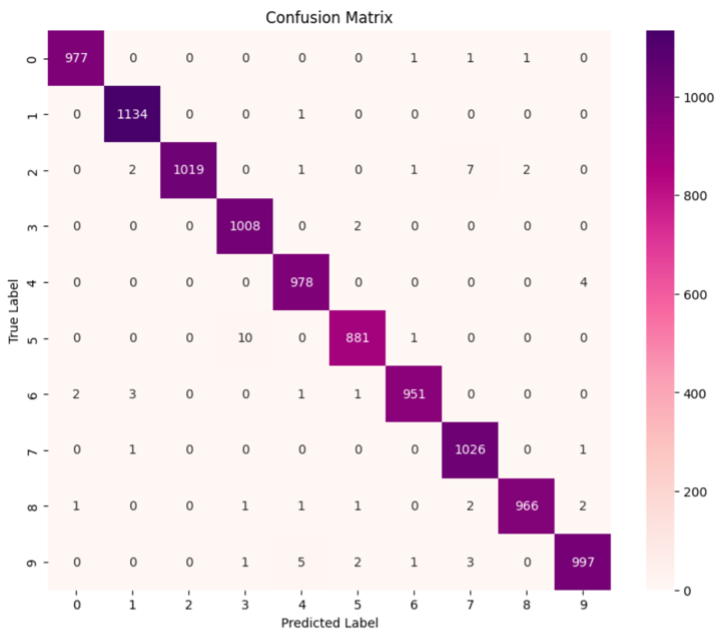 Confusion Matrix
0 977 0 0 0 0 0 1 1 1 0
1 0 1134 0 0 1 0 0 0 0 0
2 0 2 1019 0 1 0 1 7 2 0
3 0 0 0 1008 0 2 0 0 0 0
4 0 0 0 0 978 0 0 0 0 4
5 0 0 0 10 0 881 1 0 0 0
6 2 3 0 0 1 1 951 0 0 0
7 0 1 0 0 0 0 0 1026 0 1
8 1 0 0 1 1 1 0 2 966 2
9 0 0 0 1 5 2 1 3 0 997
0 1 2 3 4 5 6 7 8 9
Predicted Label
True Label
1000
800
600
400
200
0